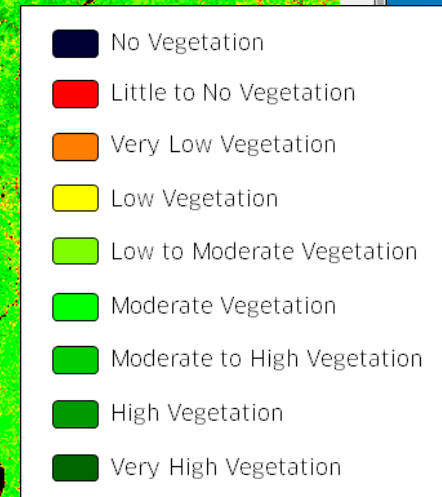 No Vegetation
Little to No Vegetation
Very Low Vegetation
Low Vegetation
Low to Moderate Vegetation
Moderate Vegetation
Moderate to High Vegetation
High Vegetation
Very High Vegetation